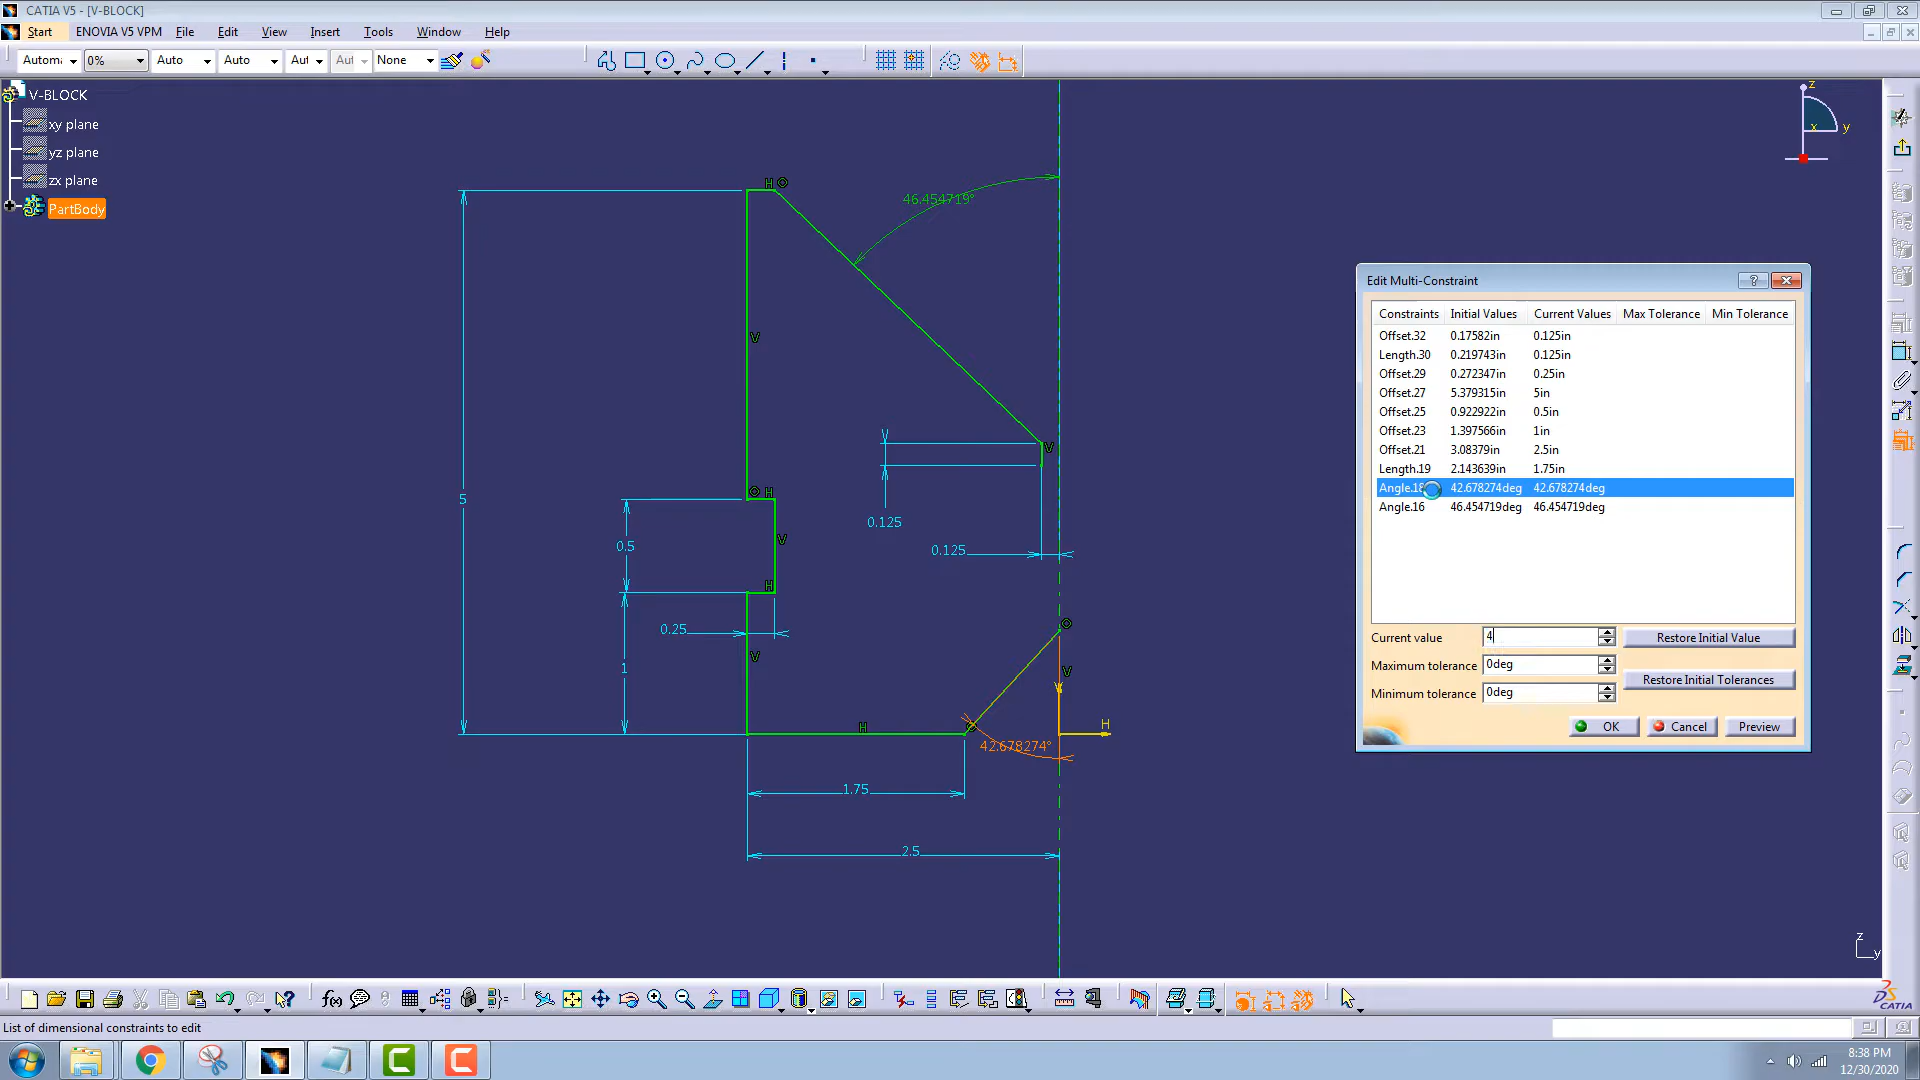 CATIA V5 - [V-BLOCK]
Start ENOVIA V5 VPM File Edit View Insert Tools Window Help
Autom 0% Auto Auto Aut Aut None
V-BLOCK
xy plane
yz plane
zx plane
PartBody
z
x y
H
46.454719°
V
V
5
H
V
0.5
0.125
0.125
H
0.25
V
1
V
H
H
42.678274°
1.75
2.5
Edit Multi-Constraint
Constraints Initial Values Current Values Max Tolerance Min Tolerance
Offset.32 0.17582in 0.125in
Length.30 0.219743in 0.125in
Offset.29 0.272347in 0.25in
Offset.27 5.379315in 5in
Offset.25 0.922922in 0.5in
Offset.23 1.397566in 1in
Offset.21 3.08379in 2.5in
Length.19 2.143639in 1.75in
Angle.18 42.678274deg 42.678274deg
Angle.16 46.454719deg 46.454719deg
Current value 4 Restore Initial Value
Maximum tolerance 0deg
Restore Initial Tolerances
Minimum tolerance 0deg
OK Cancel Preview
z
y
f(x)
DS CATIA
List of dimensional constraints to edit
8:38 PM
12/30/2020